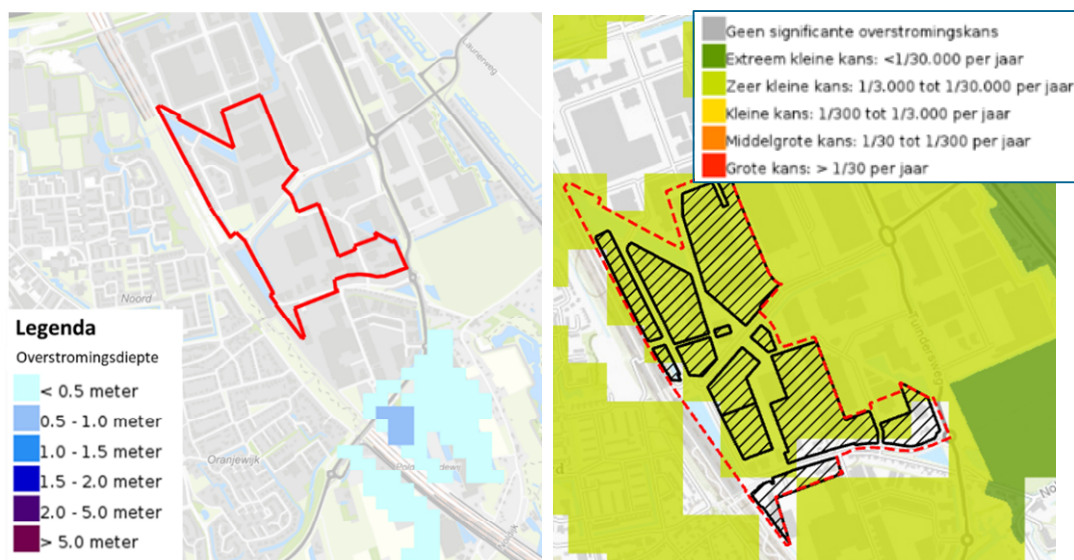 Laurierweg
Noord
Oranjewijk
Legenda
Overstromingsdiepte
< 0.5 meter
0.5 - 1.0 meter
1.0 - 1.5 meter
1.5 - 2.0 meter
2.0 - 5.0 meter
> 5.0 meter
Geen significante overstromingskans
Extreem kleine kans: <1/30.000 per jaar
Zeer kleine kans: 1/3.000 tot 1/30.000 per jaar
Kleine kans: 1/300 tot 1/3.000 per jaar
Middelgrote kans: 1/30 tot 1/300 per jaar
Grote kans: > 1/30 per jaar
d